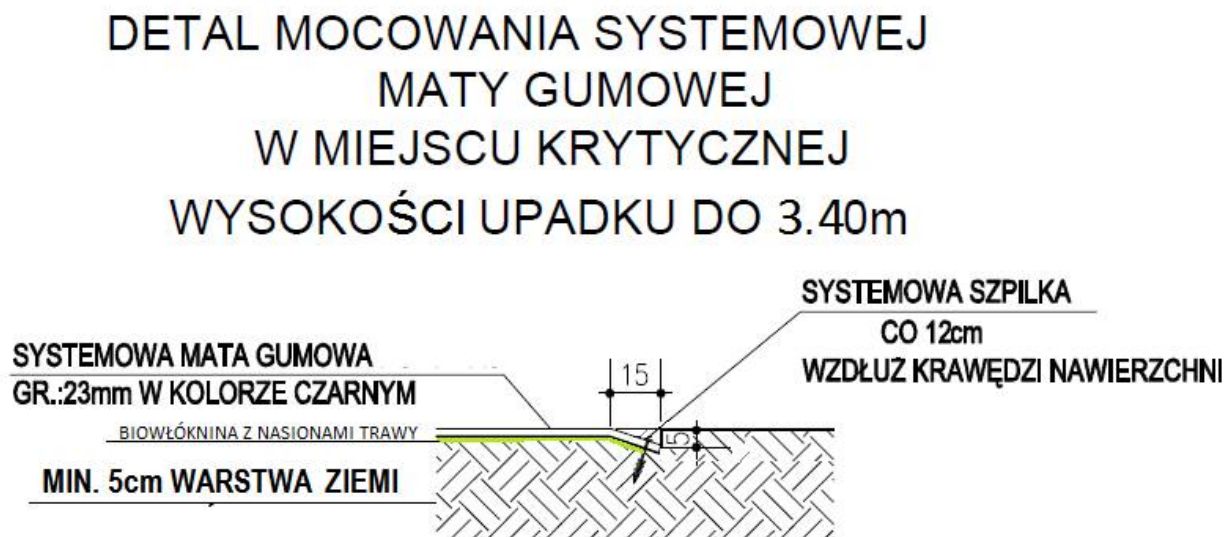 DETAL MOCOWANIA SYSTEMOWEJ
MATY GUMOWEJ
W MIEJSCU KRYTYCZNEJ
WYSOKOŚCI UPADKU DO 3.40m
SYSTEMOWA SZPILKA
CO 12cm
WZDŁUŻ KRAWĘDZI NAWIERZCHNI
SYSTEMOWA MATA GUMOWA
GR.:23mm W KOLORZE CZARNYM
15
BIOWŁÓKNINA Z NASIONAMI TRAWY
5
MIN. 5cm WARSTWA ZIEMI